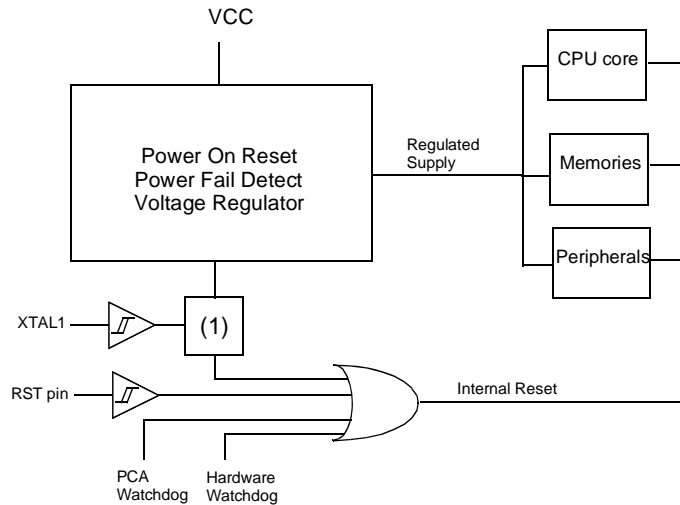 VCC
CPU core
Power On Reset
Power Fail Detect
Voltage Regulator
Regulated
Supply
Memories
Peripherals
XTAL1
(1)
RST pin
Internal Reset
PCA
Watchdog
Hardware
Watchdog